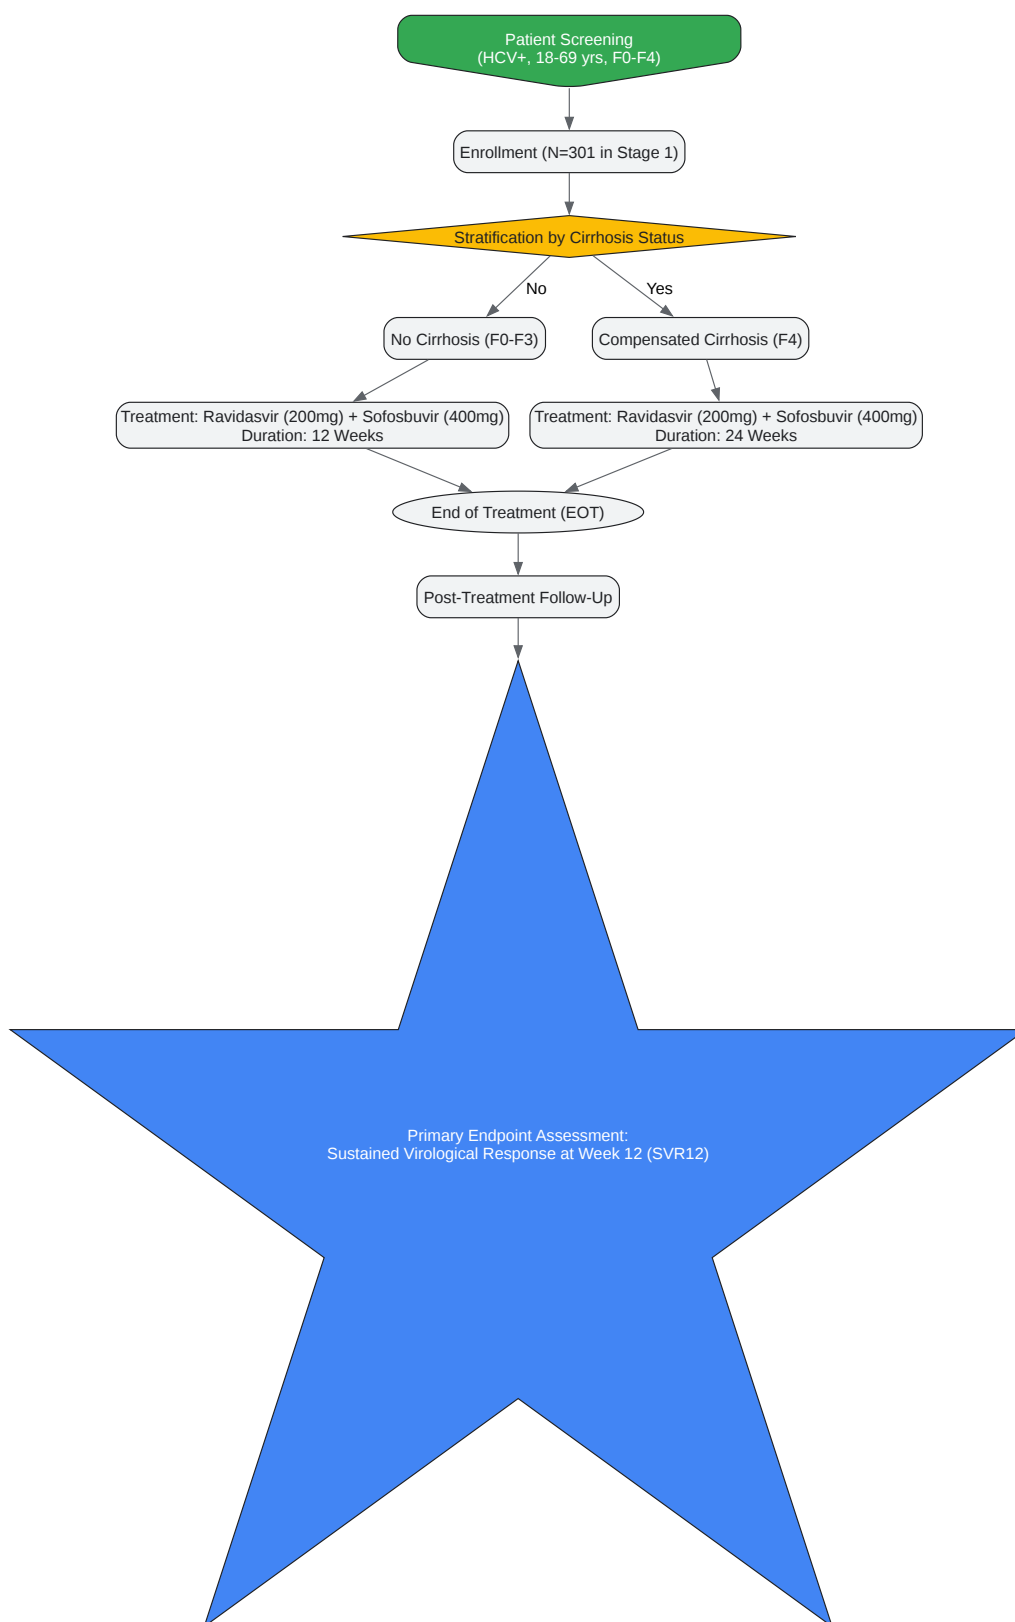 Patient Screening
(HCV+, 18-69 yrs, F0-F4)
Enrollment (N=301 in Stage 1)
Stratification by Cirrhosis Status
No
Yes
No Cirrhosis (F0-F3)
Compensated Cirrhosis (F4)
Treatment: Ravidasvir (200mg) + Sofosbuvir (400mg)
Duration: 12 Weeks
Treatment: Ravidasvir (200mg) + Sofosbuvir (400mg)
Duration: 24 Weeks
End of Treatment (EOT)
Post-Treatment Follow-Up
Primary Endpoint Assessment:
Sustained Virological Response at Week 12 (SVR12)